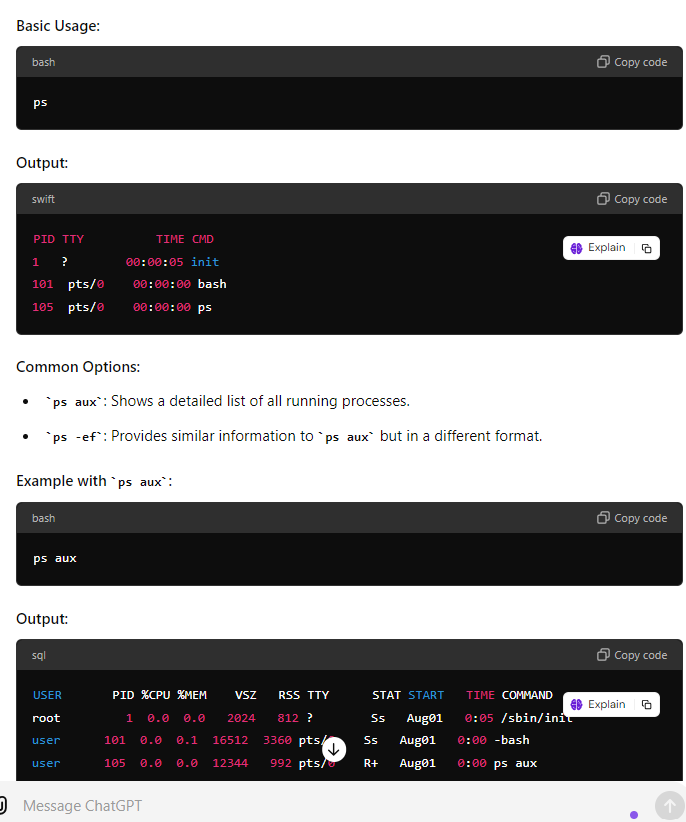 Basic Usage:
bash Copy code
ps
Output:
swift Copy code
PID TTY TIME CMD
Explain
1 ? 00:00:05 init
101 pts/0 00:00:00 bash
105 pts/0 00:00:00 ps
Common Options:
• `ps aux`: Shows a detailed list of all running processes.
• `ps -ef`: Provides similar information to `ps aux` but in a different format.
Example with `ps aux`:
bash Copy code
ps aux
Output:
sql Copy code
USER PID %CPU %MEM VSZ RSS TTY STAT START TIME COMMAND
Explain
root 1 0.0 0.0 2024 812 ? Ss Aug01 0:05 /sbin/init
user 101 0.0 0.1 16512 3360 pts/0 Ss Aug01 0:00 -bash
user 105 0.0 0.0 12344 992 pts/0 R+ Aug01 0:00 ps aux
Message ChatGPT